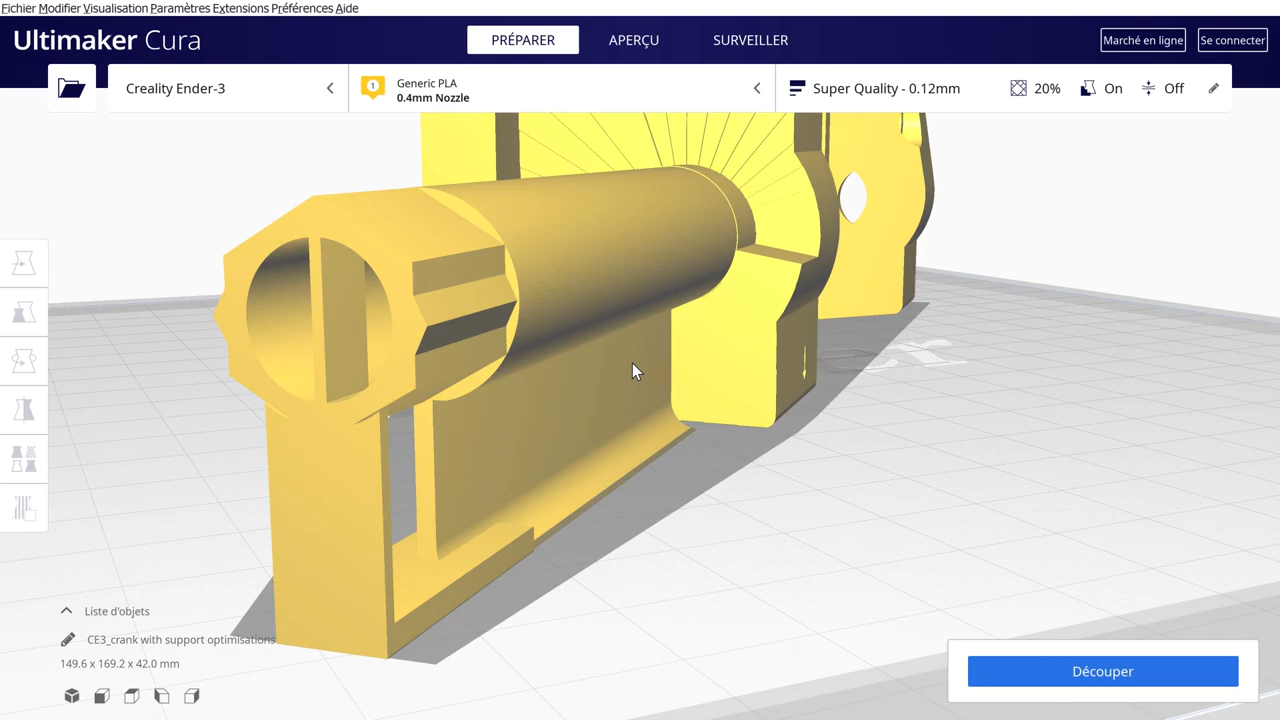 Fichier Modifier Visualisation Paramètres Extensions Préférences Aide
Ultimaker Cura
PRÉPARER
APERÇU
SURVEILLER
Marché en ligne
Se connecter
Creality Ender-3
1
Generic PLA
0.4mm Nozzle
Super Quality - 0.12mm
20%
On
Off
Liste d'objets
CE3_crank with support optimisations
149.6 x 169.2 x 42.0 mm
Découper